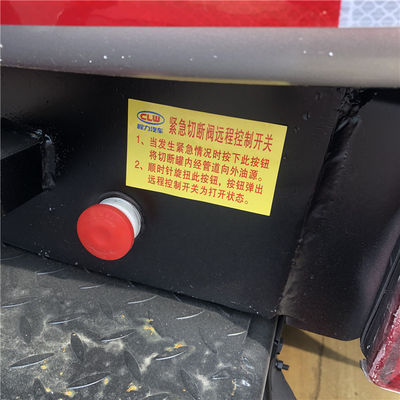 CLW
程力汽车
紧急切断阀远程控制开关
1、当发生紧急情况时按下此按钮
将切断罐内经管道向外油源。
2、顺时针旋扭此按钮，按钮弹出
远程控制开关为打开状态。